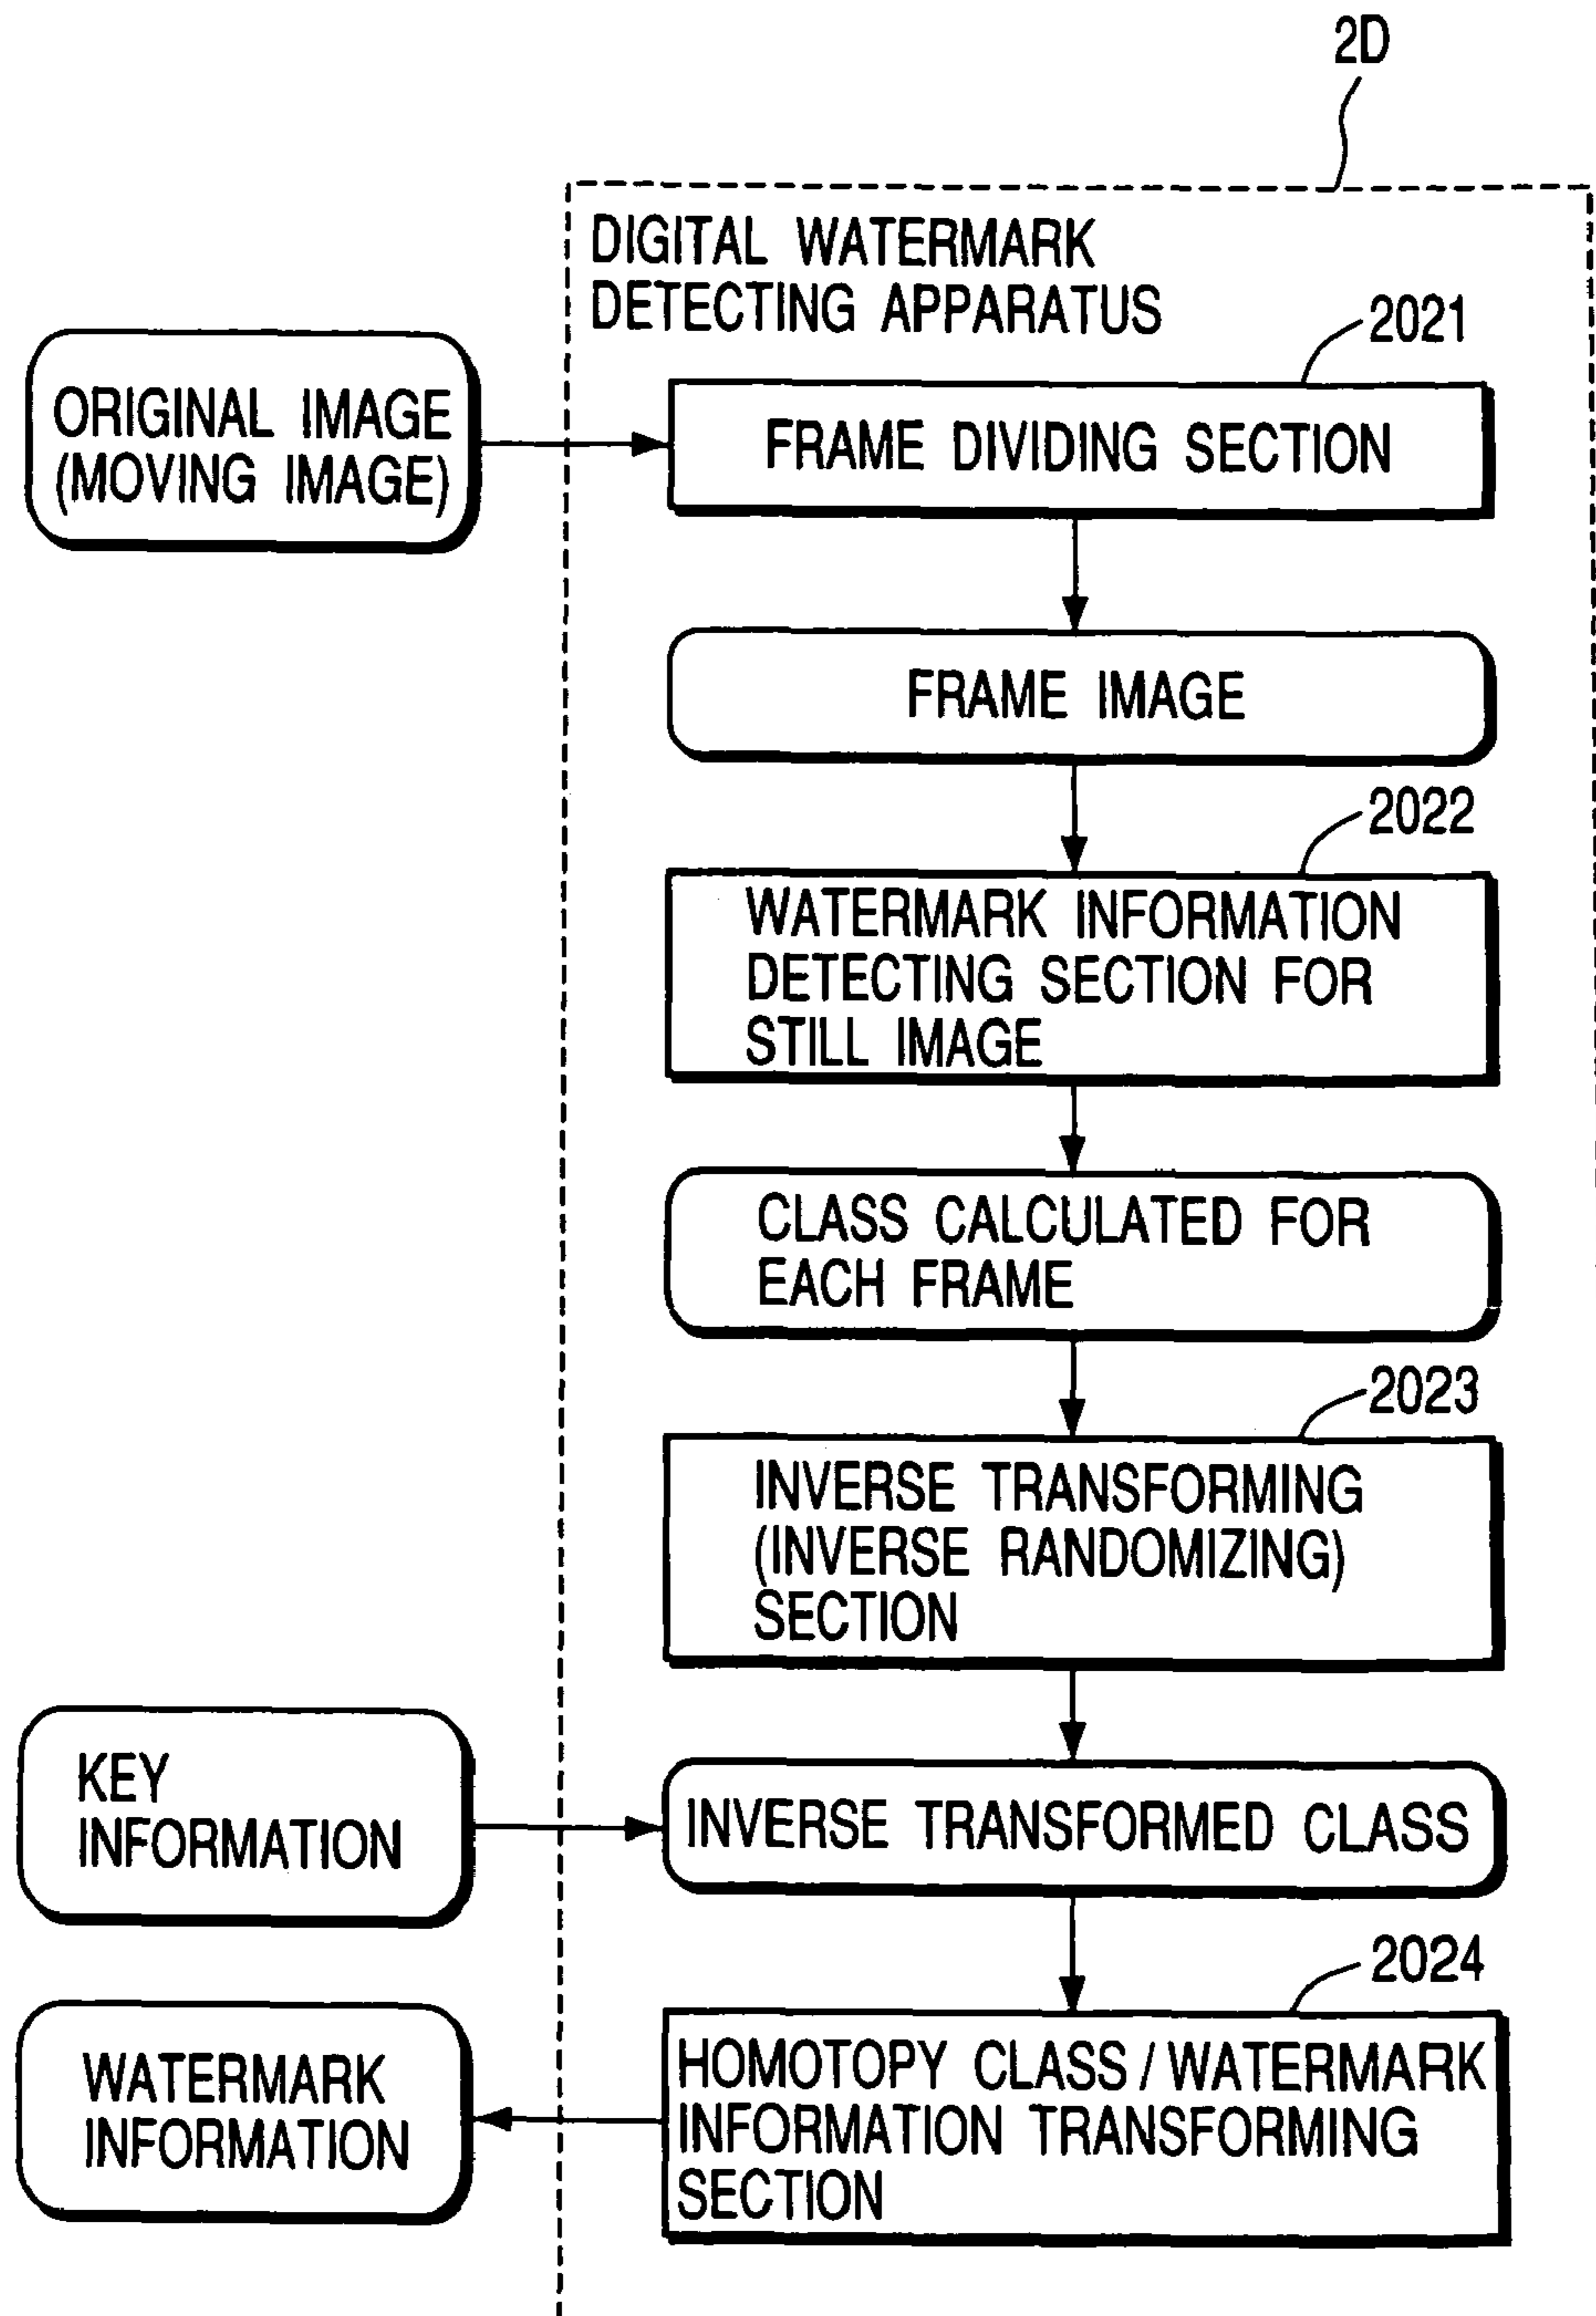 2D
DIGITAL WATERMARK
DETECTING APPARATUS
2021
ORIGINAL IMAGE
(MOVING IMAGE)
FRAME DIVIDING SECTION
FRAME IMAGE
2022
WATERMARK INFORMATION
DETECTING SECTION FOR
STILL IMAGE
CLASS CALCULATED FOR
EACH FRAME
2023
INVERSE TRANSFORMING
(INVERSE RANDOMIZING)
SECTION
KEY
INFORMATION
INVERSE TRANSFORMED CLASS
2024
WATERMARK
INFORMATION
HOMOTOPY CLASS / WATERMARK
INFORMATION TRANSFORMING
SECTION